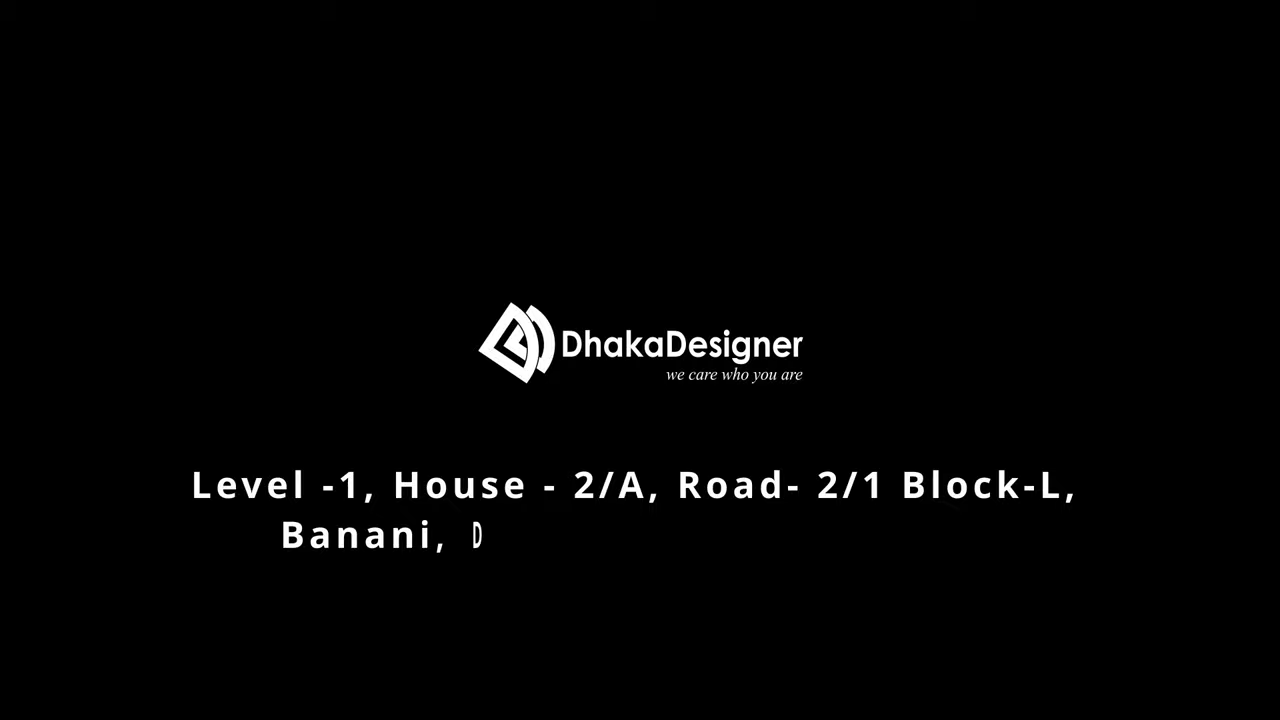 DhakaDesigner
we care who you are
Level -1, House - 2/A, Road- 2/1 Block-L,
Banani, D